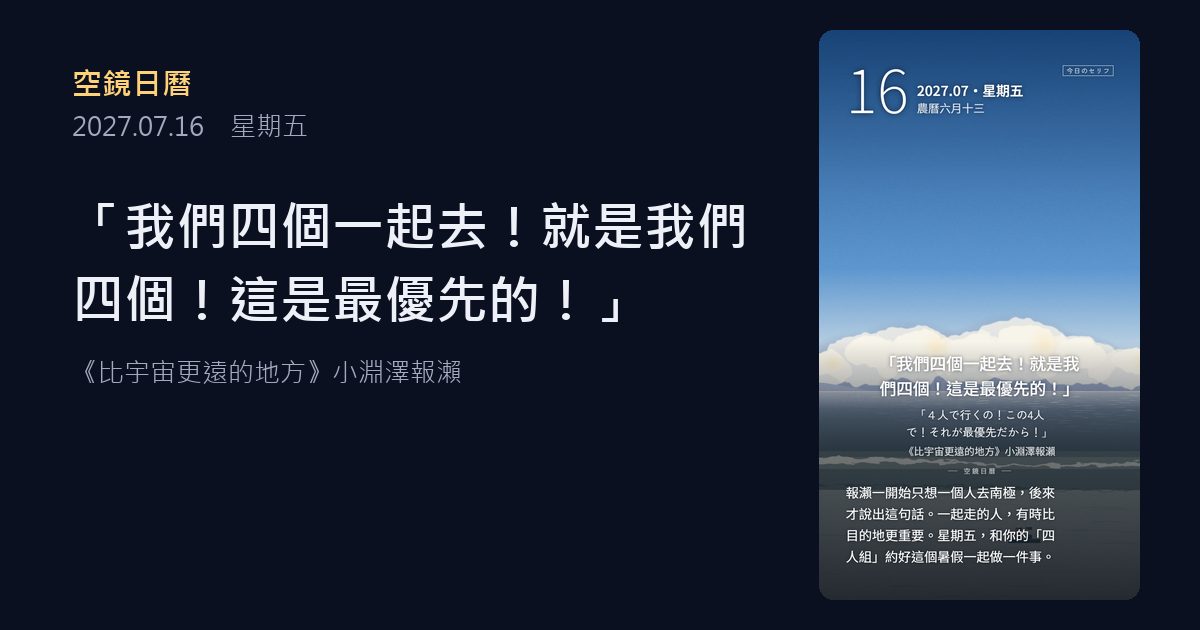 空鏡日曆
2027.07.16　星期五
「我們四個一起去！就是我們
四個！這是最優先的！」
《比宇宙更遠的地方》小淵澤報瀨
今日のセリフ
16
2027.07・星期五
農曆六月十三
「我們四個一起去！就是我
們四個！這是最優先的！」
「４人で行くの！この4人
で！それが最優先だから！」
《比宇宙更遠的地方》小淵澤報瀨
— 空鏡日曆 —
報瀨一開始只想一個人去南極，後來
才說出這句話。一起走的人，有時比
目的地更重要。星期五，和你的「四
人組」約好這個暑假一起做一件事。